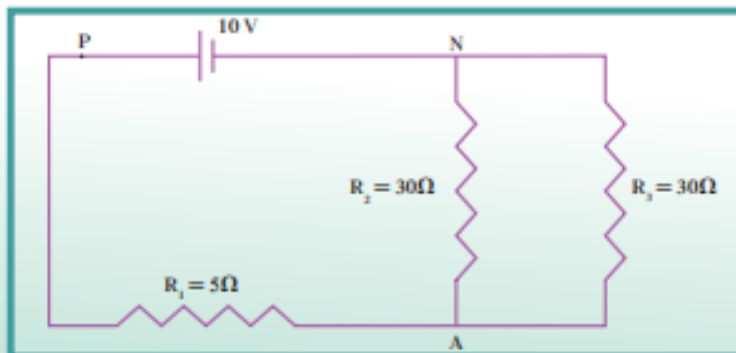 10 V
P
N
R₂ = 30Ω
R₃ = 30Ω
R₁ = 5Ω
A